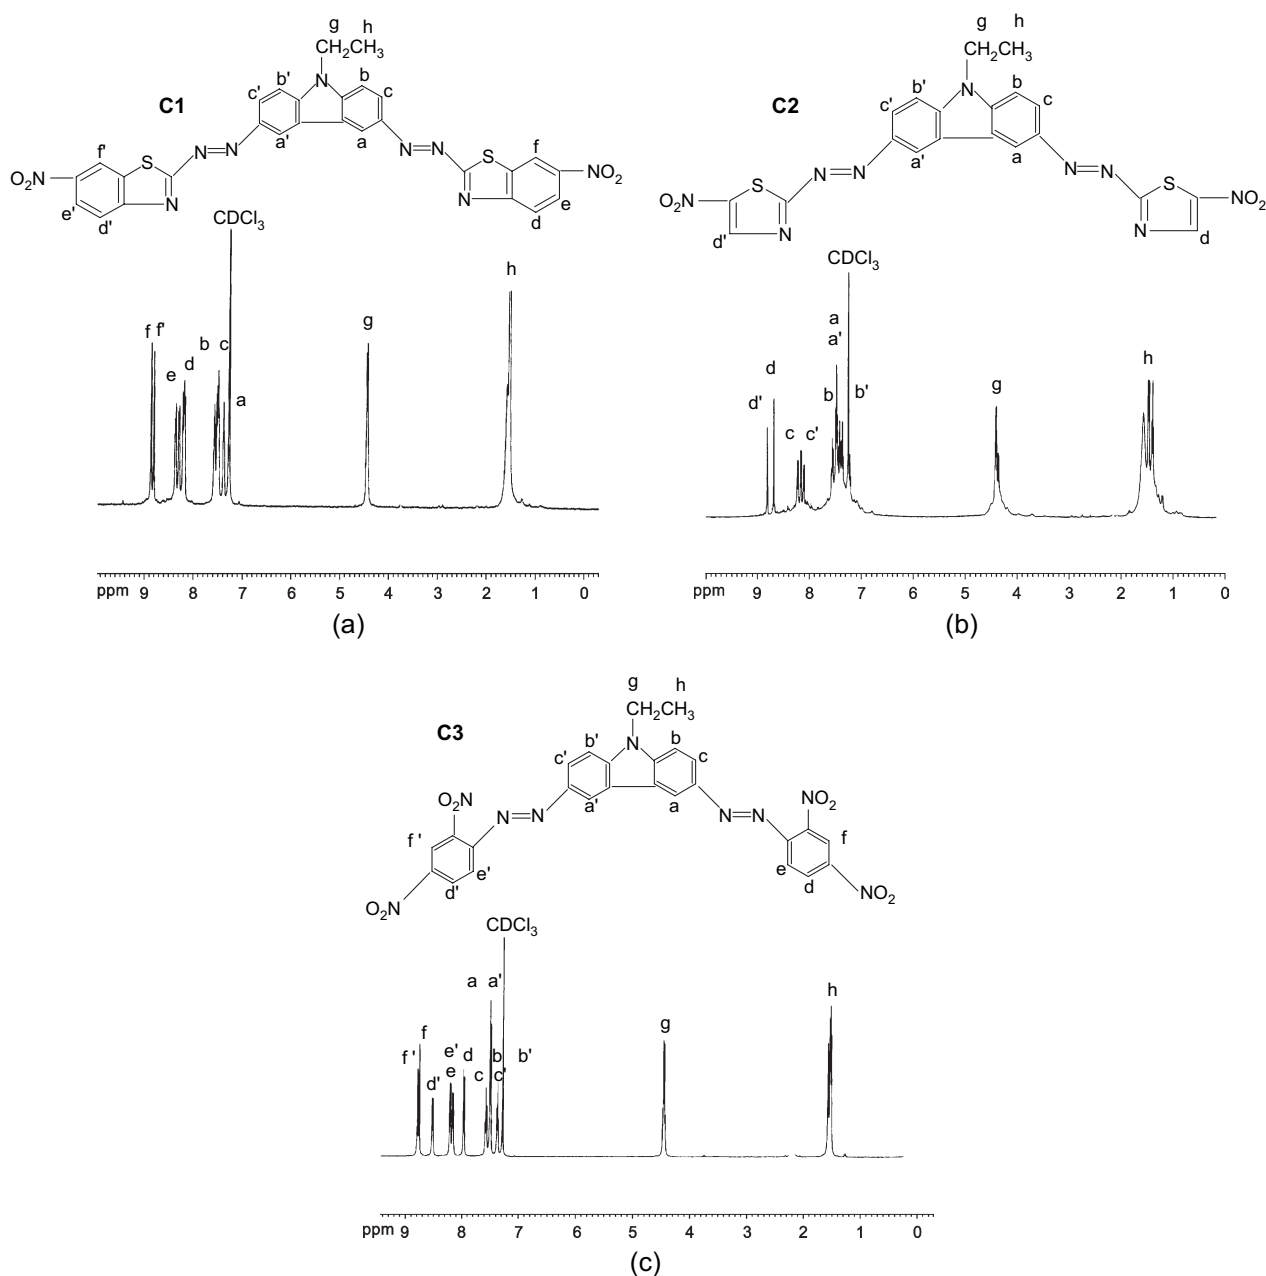 g
h
CH2CH3
N
b'
b
c'
c
C1
a'
a
N=N
N=N
f'
S
S
f
O2N
NO2
e'
N
N
e
d'
d
CDCl3
h
g
f f'
b c
d
e
a
ppm 9 8 7 6 5 4 3 2 1 0
(a)
g
h
CH2CH3
N
b'
b
c'
c
C2
a'
a
N=N
N=N
S
S
O2N
NO2
d'
N
N
d
CDCl3
a
a'
h
d
g
d'
b
b'
c
c'
ppm 9 8 7 6 5 4 3 2 1 0
(b)
g
h
CH2CH3
C3
N
b'
b
c'
c
O2N
a'
a
NO2
N=N
N=N
f '
f
e'
e
d'
d
O2N
NO2
CDCl3
a
a'
h
g
f
f '
e'
d
b
b'
d'
e
c
c'
ppm 9 8 7 6 5 4 3 2 1 0
(c)